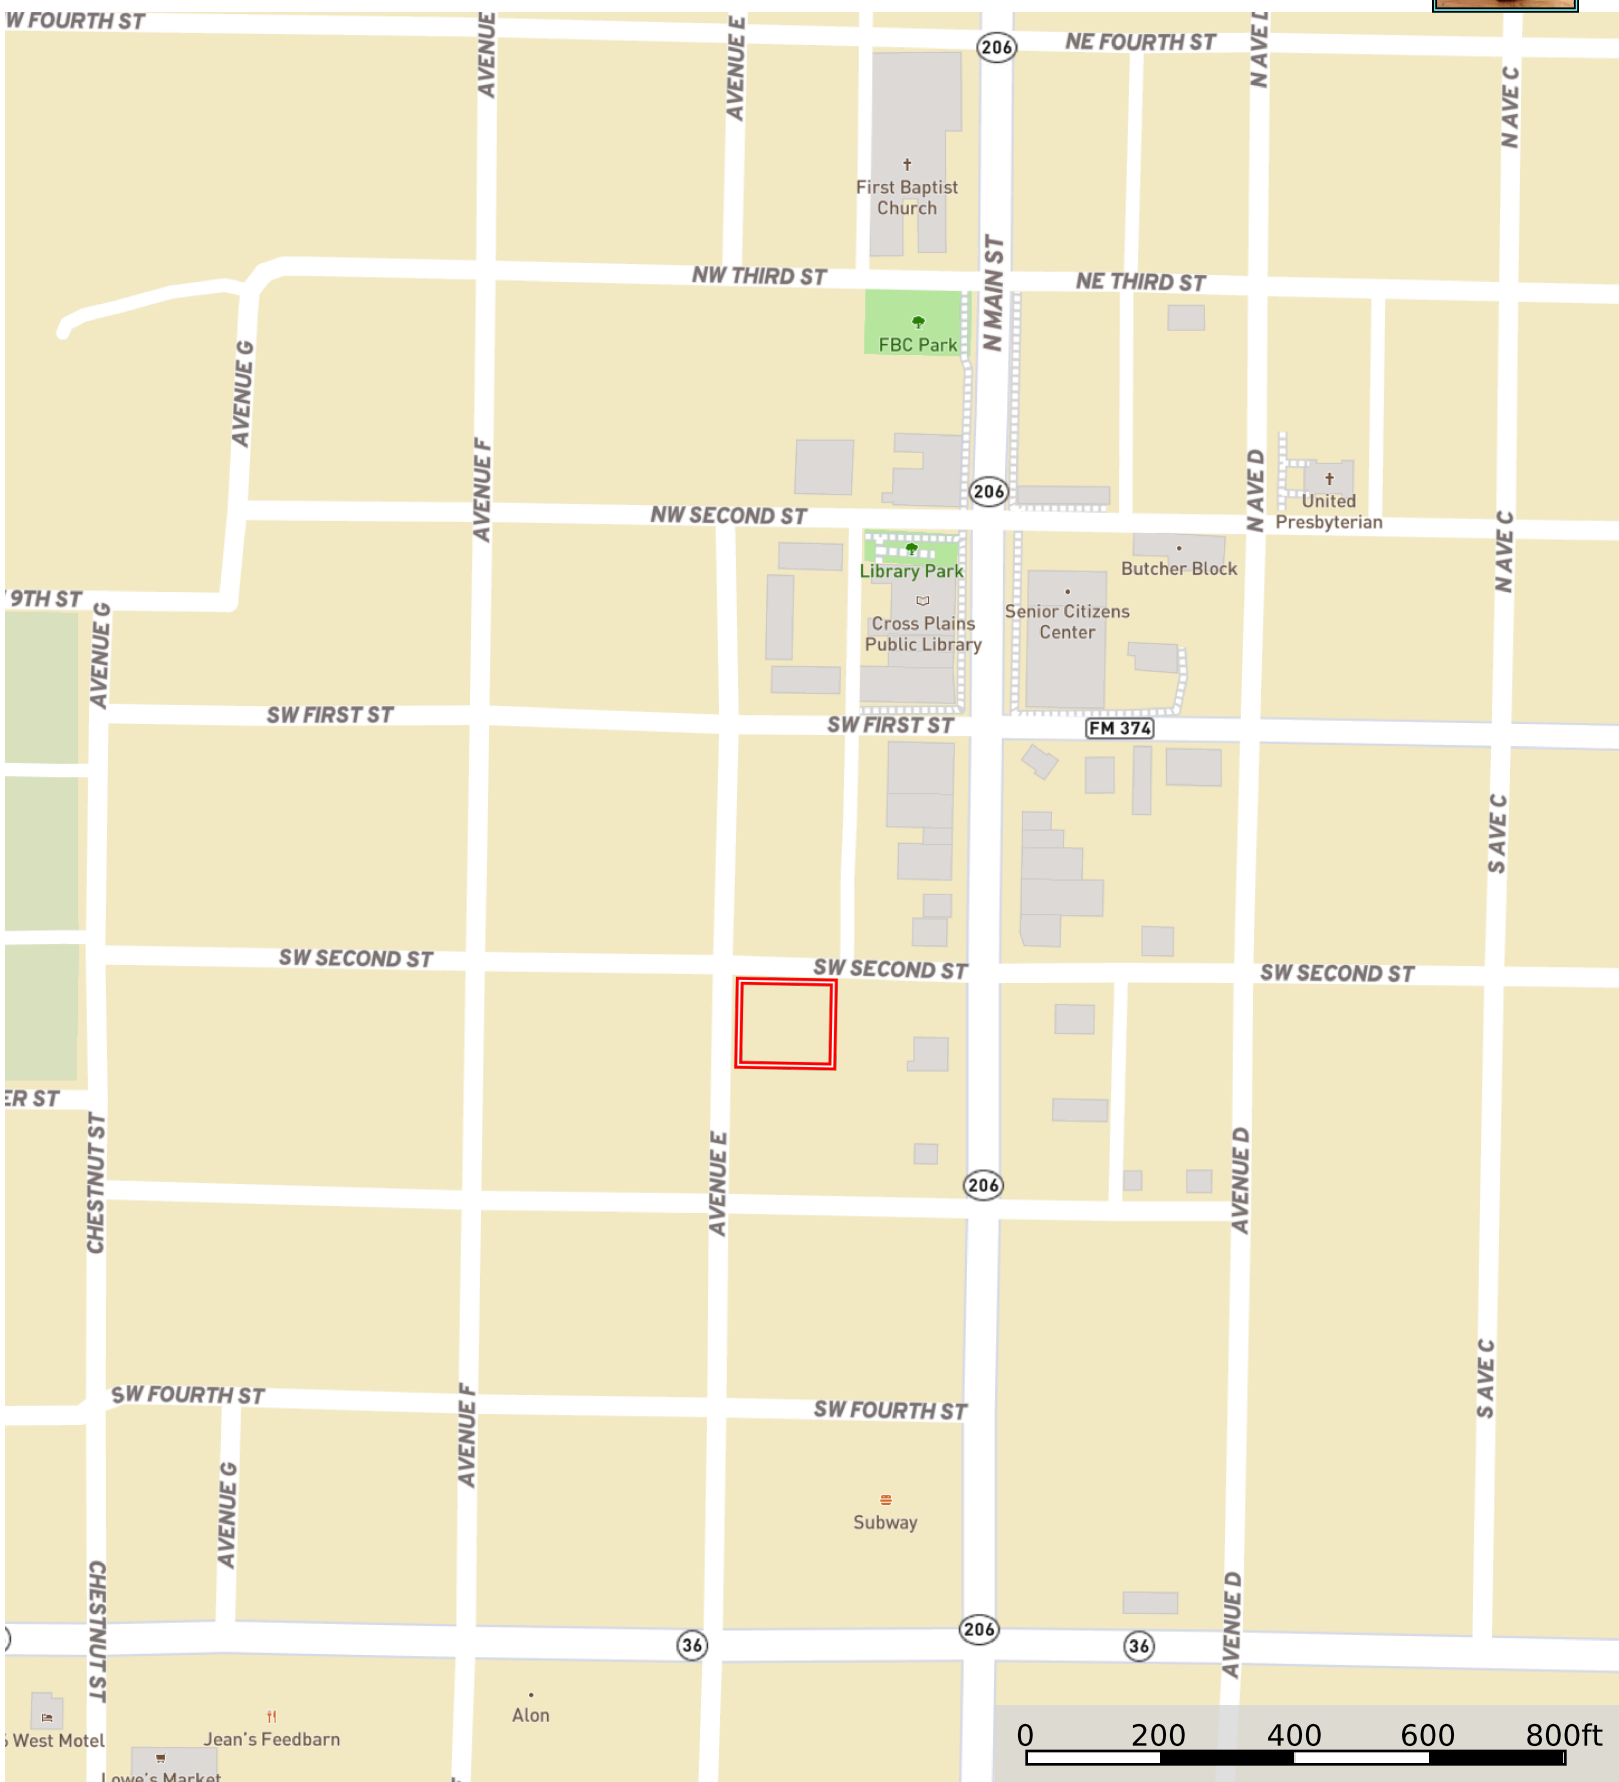 W FOURTH ST
NE FOURTH ST
AVENUE
AVENUE E
206
N AVE D
N AVE C
First Baptist
Church
NW THIRD ST
NE THIRD ST
N MAIN ST
FBC Park
AVENUE G
AVENUE F
206
N AVE D
NW SECOND ST
United
Presbyterian
N AVE C
Library Park
Butcher Block
Cross Plains
Public Library
Senior Citizens
Center
9TH ST
AVENUE G
SW FIRST ST
SW FIRST ST
FM 374
S AVE C
SW SECOND ST
SW SECOND ST
SW SECOND ST
ER ST
CHESTNUT ST
AVENUE E
206
AVENUE D
SW FOURTH ST
AVENUE F
SW FOURTH ST
S AVE C
AVENUE G
Subway
CHESTNUT ST
36
206
36
AVENUE D
West Motel
Jean's Feedbarn
Alon
Lowe's Market
0 200 400 600 800ft